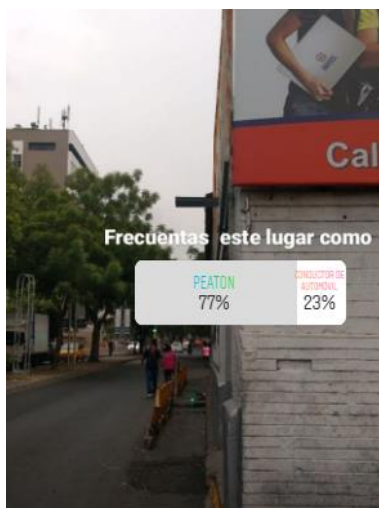 Cal
Frecuentas este lugar como
PEATON
77%
CONDUCTOR DE
AUTOMOVIL
23%